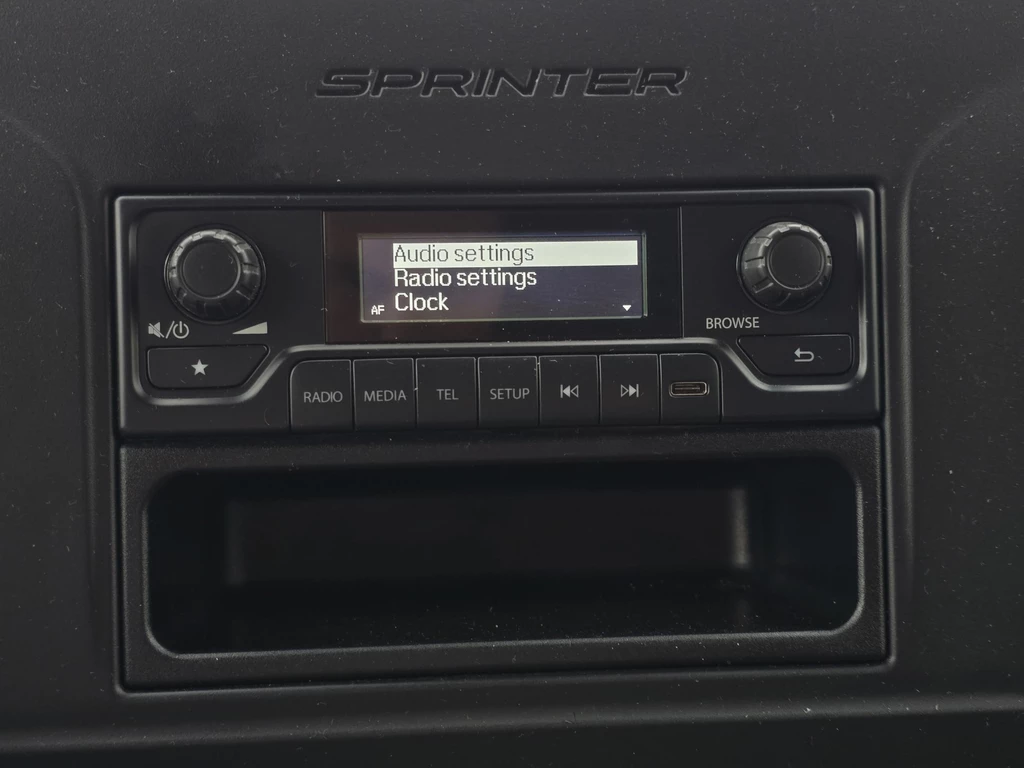 SPRINTER
Audio settings
Radio settings
AF Clock
BROWSE
RADIO MEDIA TEL SETUP